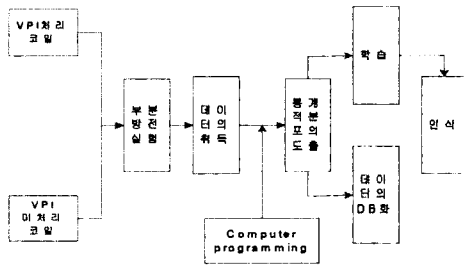 VPI처리
코일
VPI
미처리
코일
부분
방전
실험
데이
터의
취득
Computer
programming
통계
적분
포의
도출
학습
데이
터의
DB화
인식